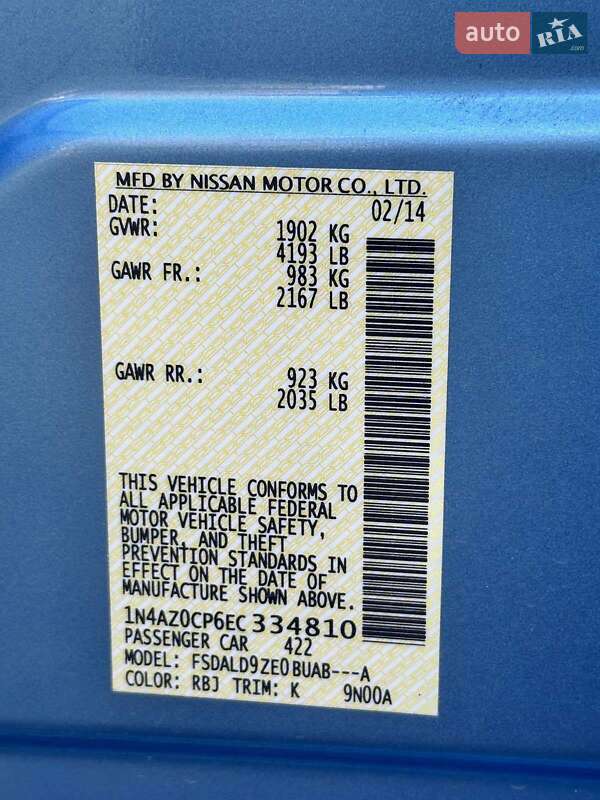 auto RIA.com
MFD BY NISSAN MOTOR CO., LTD.
DATE: 02/14
GVWR: 1902 KG
4193 LB
GAWR FR.: 983 KG
2167 LB
GAWR RR.: 923 KG
2035 LB
THIS VEHICLE CONFORMS TO
ALL APPLICABLE FEDERAL
MOTOR VEHICLE SAFETY,
BUMPER, AND THEFT
PREVENTION STANDARDS IN
EFFECT ON THE DATE OF
MANUFACTURE SHOWN ABOVE.
1N4AZ0CP6EC334810
PASSENGER CAR 422
MODEL: FSDALD9ZE0BUAB---A
COLOR: RBJ TRIM: K 9N00A